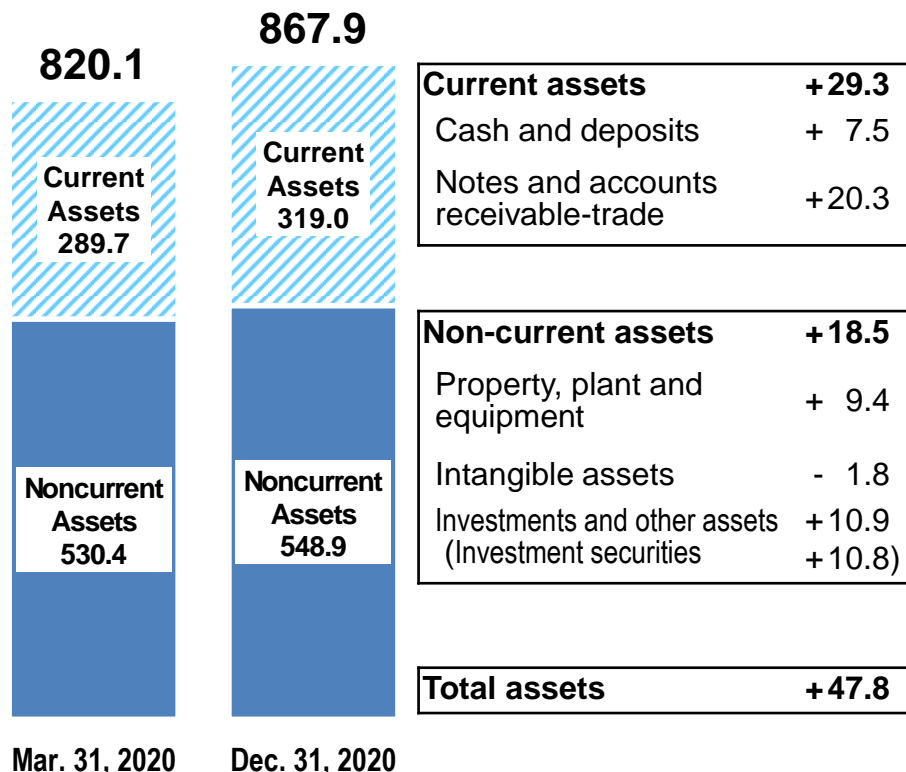 820.1
867.9
Current
Assets
289.7
Current
Assets
319.0
Noncurrent
Assets
530.4
Noncurrent
Assets
548.9
Mar. 31, 2020
Dec. 31, 2020
Current assets +29.3
Cash and deposits + 7.5
Notes and accounts
receivable-trade +20.3
Non-current assets +18.5
Property, plant and
equipment + 9.4
Intangible assets - 1.8
Investments and other assets +10.9
(Investment securities +10.8)
Total assets +47.8